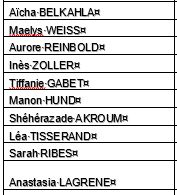 Aïcha·BELKAHLA¤
Maelys·WEISS¤
Aurore·REINBOLD¤
Inès·ZOLLER¤
Tiffanie·GABET¤
Manon·HUND¤
Shéhérazade·AKROUM¤
Léa·TISSERAND¤
Sarah·RIBES¤
Anastasia·LAGRENE¤